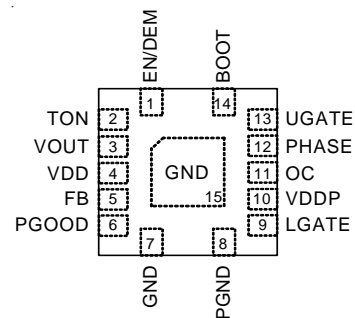 EN/DEM
BOOT
1
14
TON 2
13 UGATE
VOUT 3
12 PHASE
VDD 4
GND
11 OC
FB 5
15
10 VDDP
PGOOD 6
9 LGATE
7
8
GND
PGND